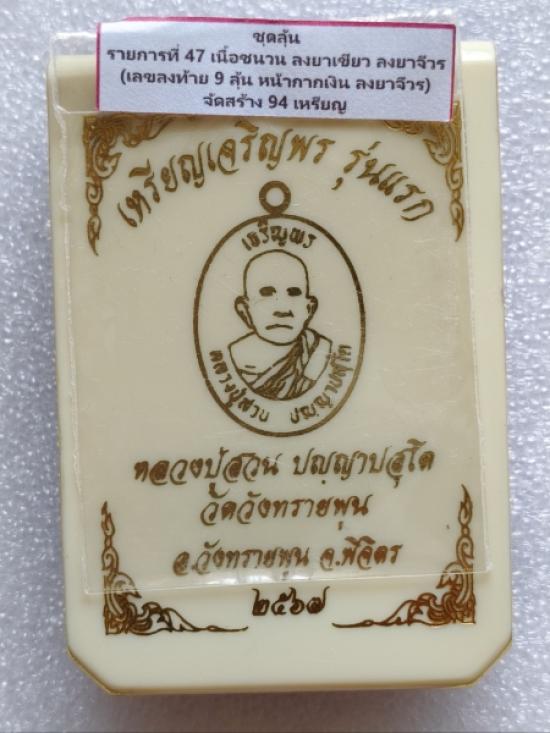 ชุดลุ้น
รายการที่ 47 เนื้อชนวน ลงยาเขียว ลงยาจีวร
(เลขลงท้าย 9 ลุ้น หน้ากากเงิน ลงยาจีวร)
จัดสร้าง 94 เหรียญ
เหรียญเจริญพร รุ่นแรก
เจริญพร
หลวงปู่สวน ปญฺญาปสุโต
หลวงปู่สวน ปญฺญาปสุโต
วัดวังทรายพูน
อ.วังทรายพูน จ.พิจิตร
๒๕๖๗